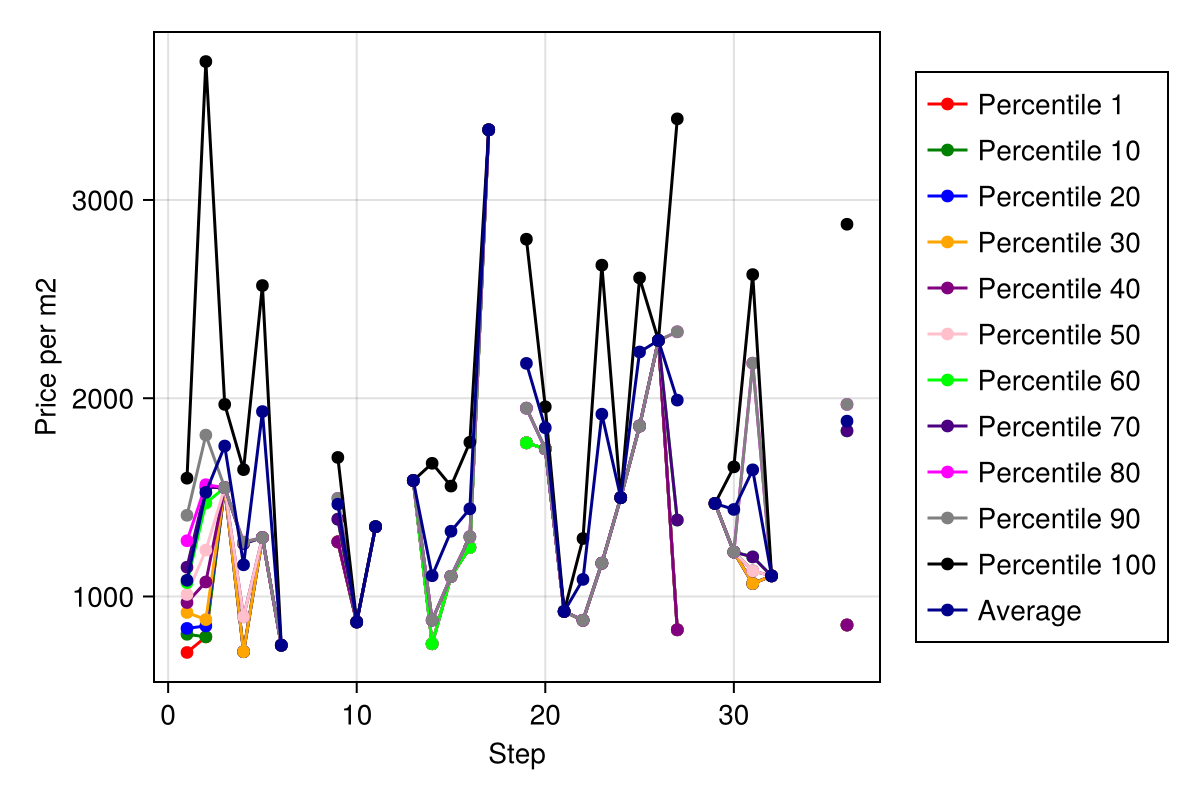 3000
2000
1000
Price per m2
0 10 20 30
Step
Percentile 1
Percentile 10
Percentile 20
Percentile 30
Percentile 40
Percentile 50
Percentile 60
Percentile 70
Percentile 80
Percentile 90
Percentile 100
Average